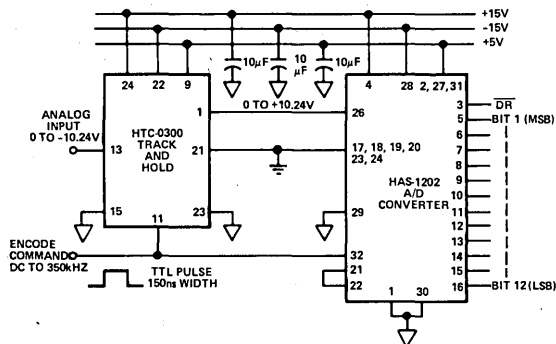 +15V
-15V
+5V
10μF
10
μF
10μF
24
22
9
4
28
2, 27, 31
1
0 TO +10.24V
26
3
DR
5
BIT 1 (MSB)
ANALOG
INPUT
0 TO -10.24V
13
HTC-0300
TRACK
AND
HOLD
21
17, 18, 19, 20
23, 24
6
7
8
HAS-1202
A/D
CONVERTER
9
10
11
12
13
14
15
16
BIT 12 (LSB)
15
23
29
11
ENCODE
COMMAND
DC TO 350kHZ
32
21
22
TTL PULSE
150ns WIDTH
1
30